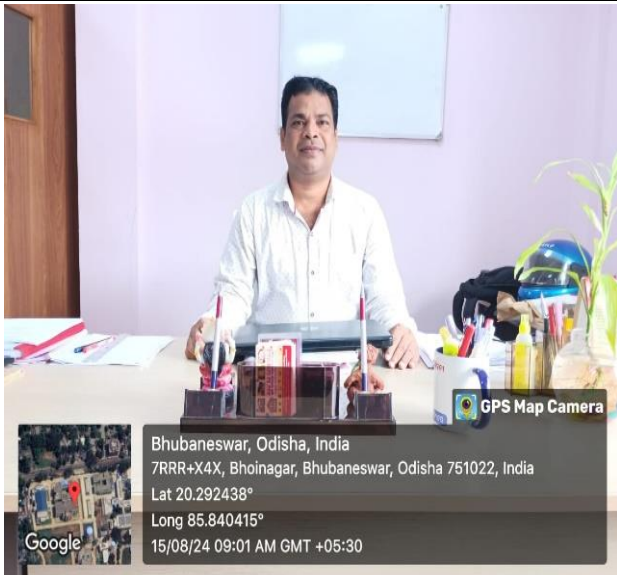 GPS Map Camera
Bhubaneswar, Odisha, India
7RRR+X4X, Bhoinagar, Bhubaneswar, Odisha 751022, India
Lat 20.292438°
Long 85.840415°
15/08/24 09:01 AM GMT +05:30
Google